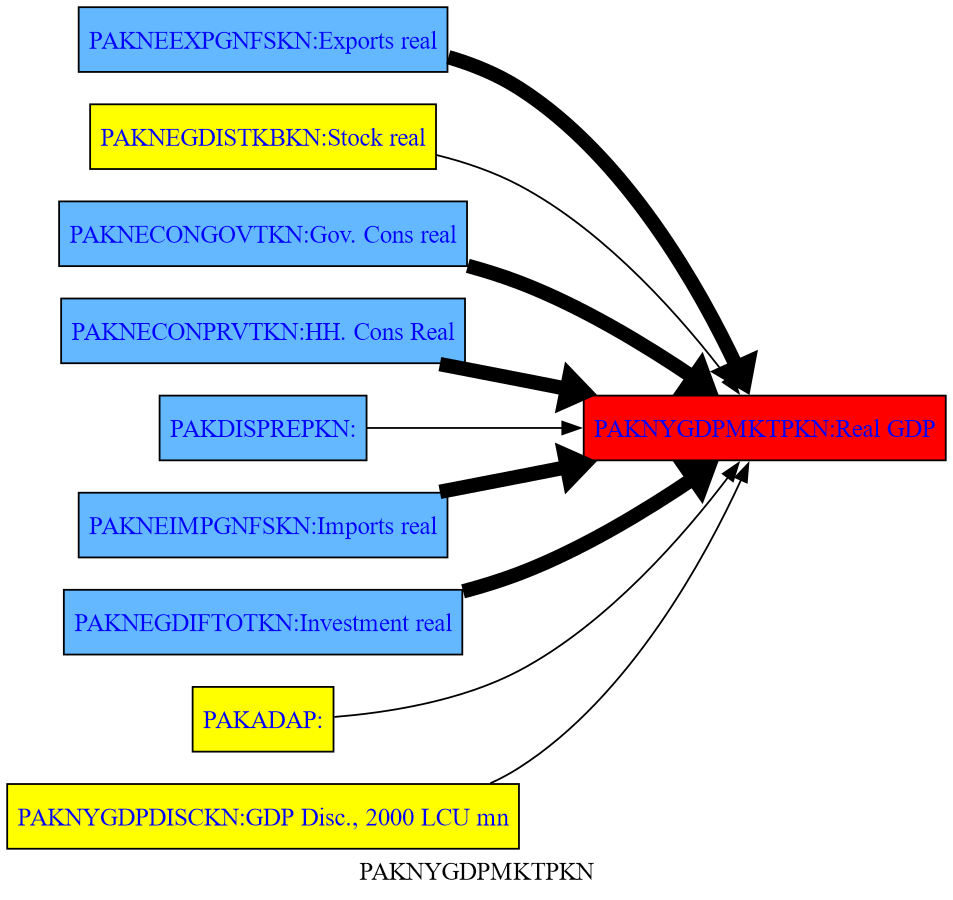 PAKNEEXPGNFSKN:Exports real
PAKNEGDISTKBKN:Stock real
PAKNECONGOVTKN:Gov. Cons real
PAKNECONPRVTKN:HH. Cons Real
PAKDISPREPKN:
PAKNYGDPMKTPKN:Real GDP
PAKNEIMPGNFSKN:Imports real
PAKNEGDIFTOTKN:Investment real
PAKADAP:
PAKNYGDPDISCKN:GDP Disc., 2000 LCU mn
PAKNYGDPMKTPKN